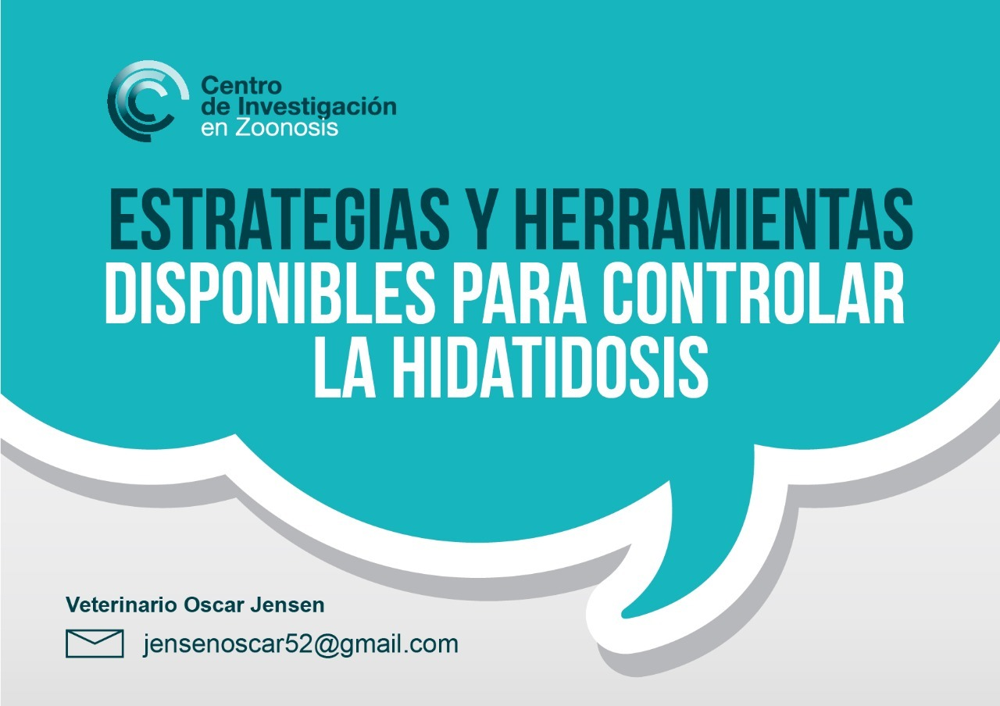 Centro
de Investigación
en Zoonosis
ESTRATEGIAS Y HERRAMIENTAS
DISPONIBLES PARA CONTROLAR
LA HIDATIDOSIS
Veterinario Oscar Jensen
jensenoscar52@gmail.com